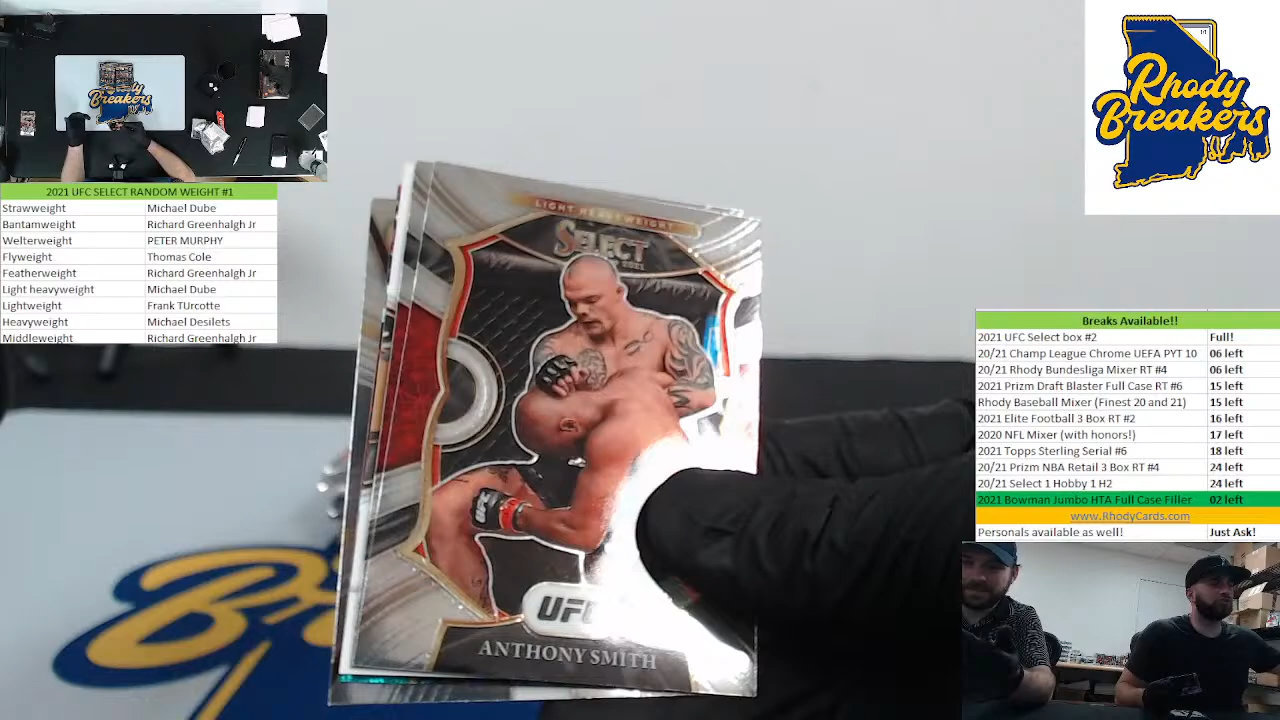 Rhody
Breakers
2021 UFC SELECT RANDOM WEIGHT #1
Strawweight Michael Dube
Bantamweight Richard Greenhalgh Jr
Welterweight PETER MURPHY
Flyweight Thomas Cole
Featherweight Richard Greenhalgh Jr
Light heavyweight Michael Dube
Lightweight Frank TUrcotte
Heavyweight Michael Desilets
Middleweight Richard Greenhalgh Jr
LIGHT HEAVYWEIGHT
SELECT
2021
UFC
ANTHONY SMITH
Rhody
Breakers
Breaks Available!!
2021 UFC Select box #2 Full!
20/21 Champ League Chrome UEFA PYT 10 06 left
20/21 Rhody Bundesliga Mixer RT #4 06 left
2021 Prizm Draft Blaster Full Case RT #6 15 left
Rhody Baseball Mixer (Finest 20 and 21) 15 left
2021 Elite Football 3 Box RT #2 16 left
2020 NFL Mixer (with honors!) 17 left
2021 Topps Sterling Serial #6 18 left
20/21 Prizm NBA Retail 3 Box RT #4 24 left
20/21 Select 1 Hobby 1 H2 24 left
2021 Bowman Jumbo HTA Full Case Filler 02 left
www.RhodyCards.com
Personals available as well! Just Ask!